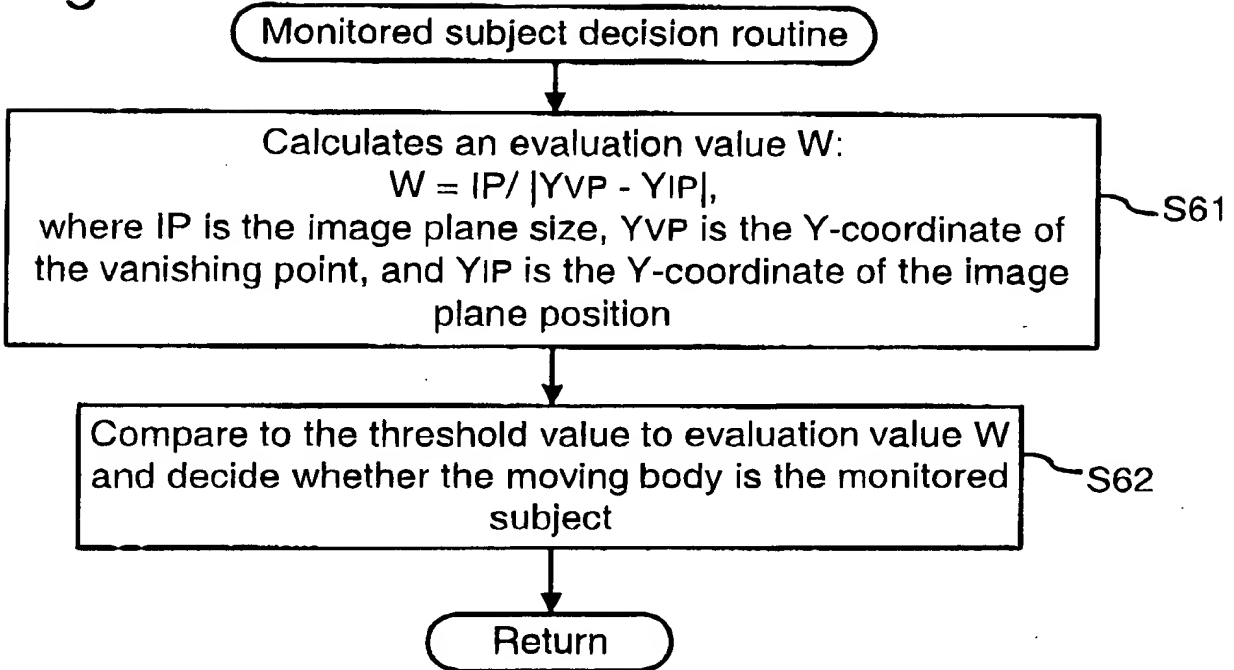 Monitored subject decision routine
Calculates an evaluation value W:
W = IP/ |YVP - YIP|,
where IP is the image plane size, YVP is the Y-coordinate of
the vanishing point, and YIP is the Y-coordinate of the image
plane position
S61
Compare to the threshold value to evaluation value W
and decide whether the moving body is the monitored
subject
S62
Return